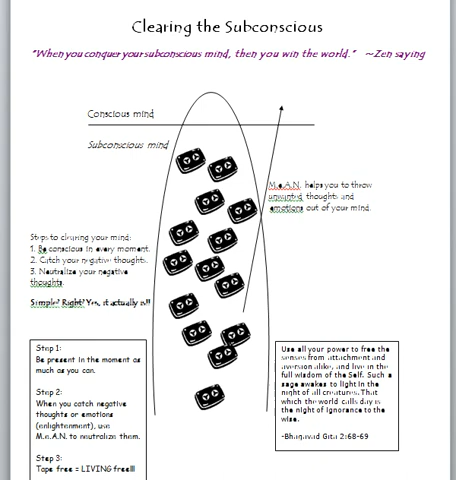 Clearing the Subconscious
"When you conquer your subconscious mind, then you win the world." ~Zen saying
Conscious mind
Subconscious mind
M.e.A.N. helps you to throw
unwanted thoughts and
emotions out of your mind.
Steps to clearing your mind:
1. Be conscious in every moment.
2. Catch your negative thoughts.
3. Neutralize your negative
thoughts.
Simple? Right? Yes, it actually is!!
Step 1:
Be present in the moment as
much as you can.
Step 2:
When you catch negative
thoughts or emotions
(enlightenment), use
M.e.A.N. to neutralize them.
Step 3:
Tape free = LIVING free!!!
Use all your power to free the
senses from attachment and
aversion alike, and live in the
full wisdom of the Self. Such a
sage awakes to light in the
night of all creatures. That
which the world calls day is
the night of ignorance to the
wise.
-Bhagavad Gita 2:68-69